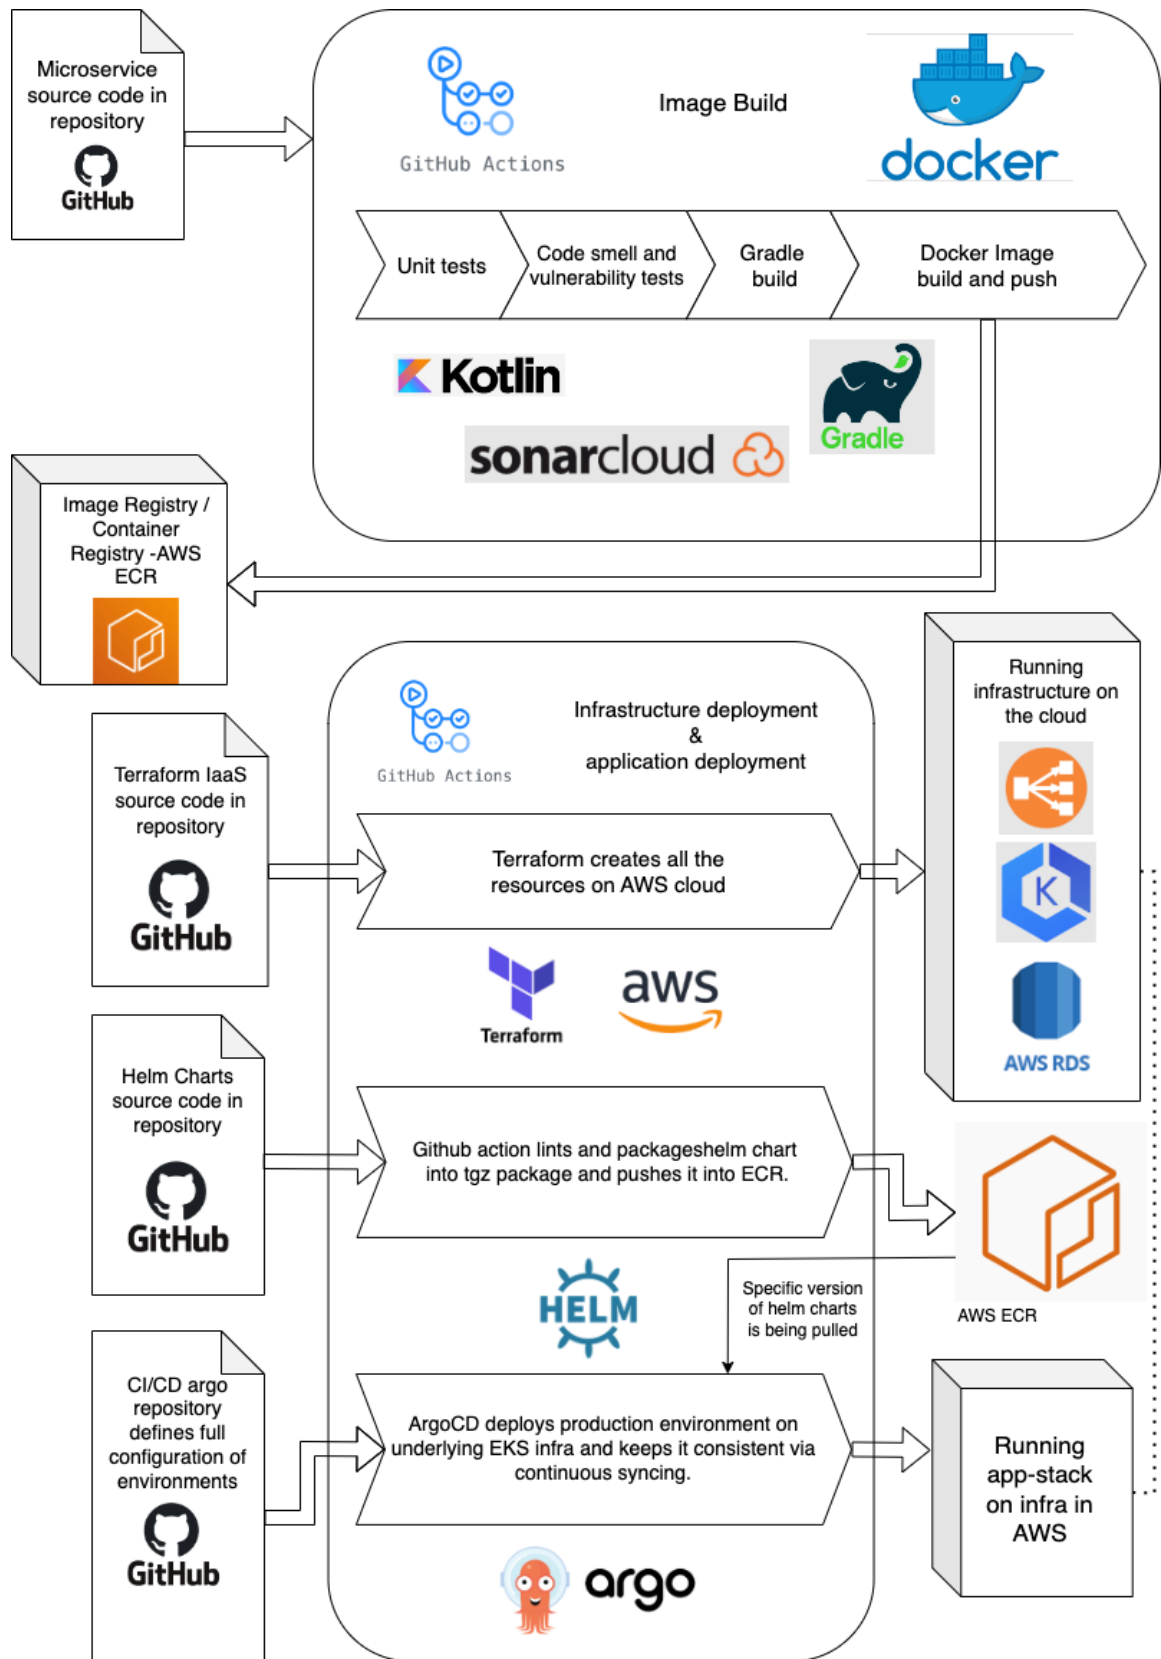 Microservice
source code in
repository
GitHub
GitHub Actions
Image Build
docker
Unit tests
Code smell and
vulnerability tests
Gradle
build
Docker Image
build and push
Kotlin
sonarcloud
Gradle
Image Registry /
Container
Registry -AWS
ECR
GitHub Actions
Infrastructure deployment
&
application deployment
Running
infrastructure on
the cloud
Terraform IaaS
source code in
repository
GitHub
Terraform creates all the
resources on AWS cloud
K
Terraform
aws
AWS RDS
Helm Charts
source code in
repository
GitHub
Github action lints and packageshelm chart
into tgz package and pushes it into ECR.
HELM
Specific version
of helm charts
is being pulled
AWS ECR
CI/CD argo
repository
defines full
configuration of
environments
GitHub
ArgoCD deploys production environment on
underlying EKS infra and keeps it consistent via
continuous syncing.
Running
app-stack
on infra in
AWS
argo